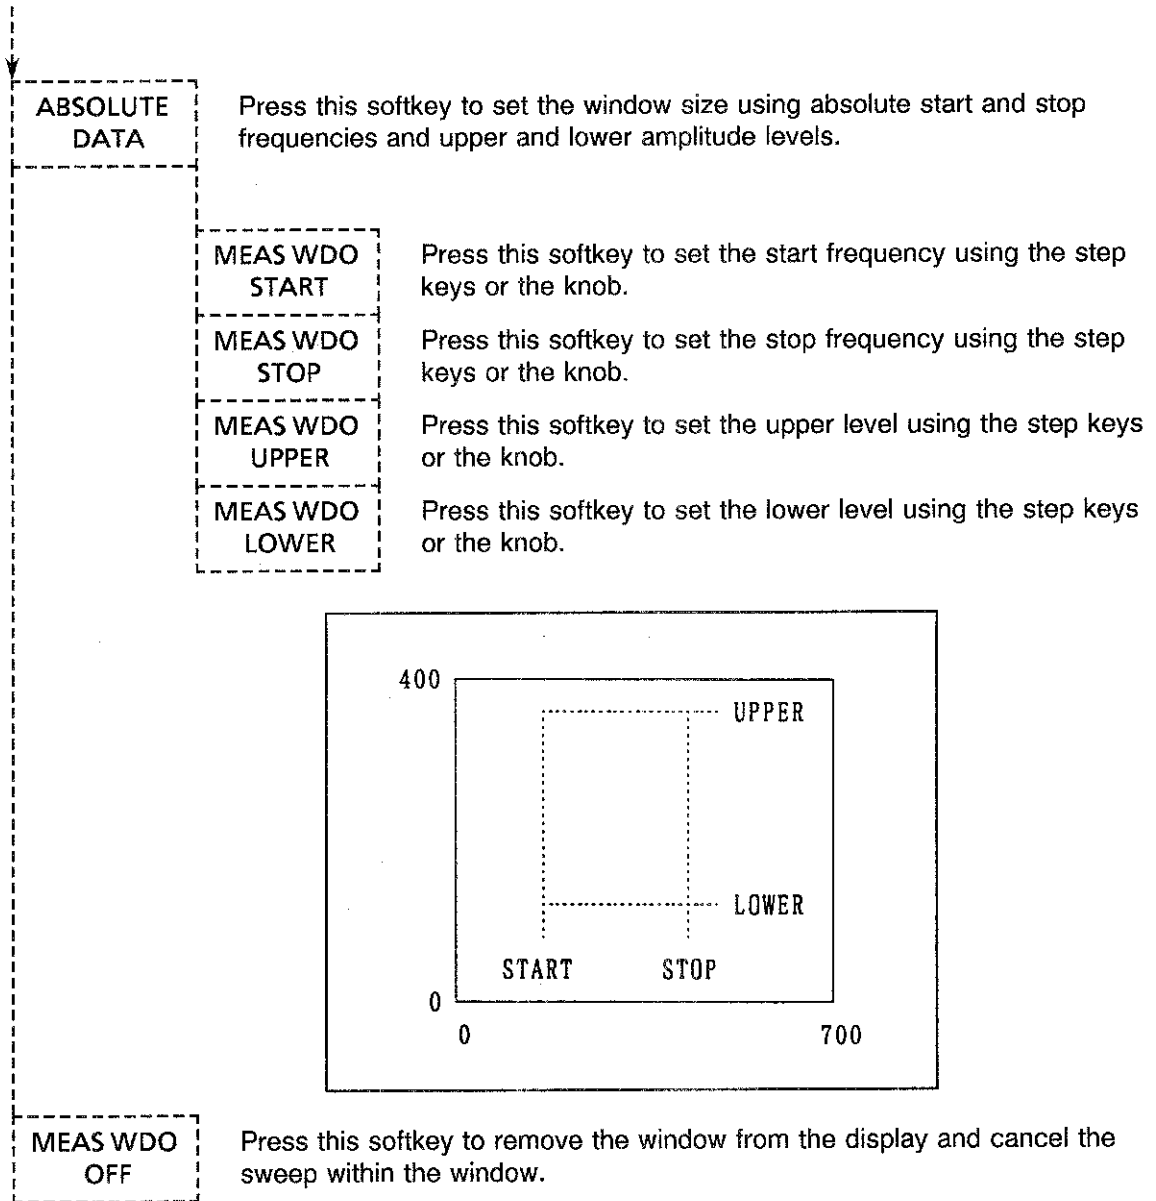 ABSOLUTE
DATA
Press this softkey to set the window size using absolute start and stop
frequencies and upper and lower amplitude levels.
MEAS WDO
START
Press this softkey to set the start frequency using the step
keys or the knob.
MEAS WDO
STOP
Press this softkey to set the stop frequency using the step
keys or the knob.
MEAS WDO
UPPER
Press this softkey to set the upper level using the step keys
or the knob.
MEAS WDO
LOWER
Press this softkey to set the lower level using the step keys
or the knob.
400
UPPER
LOWER
START STOP
0
0 700
MEAS WDO
OFF
Press this softkey to remove the window from the display and cancel the
sweep within the window.